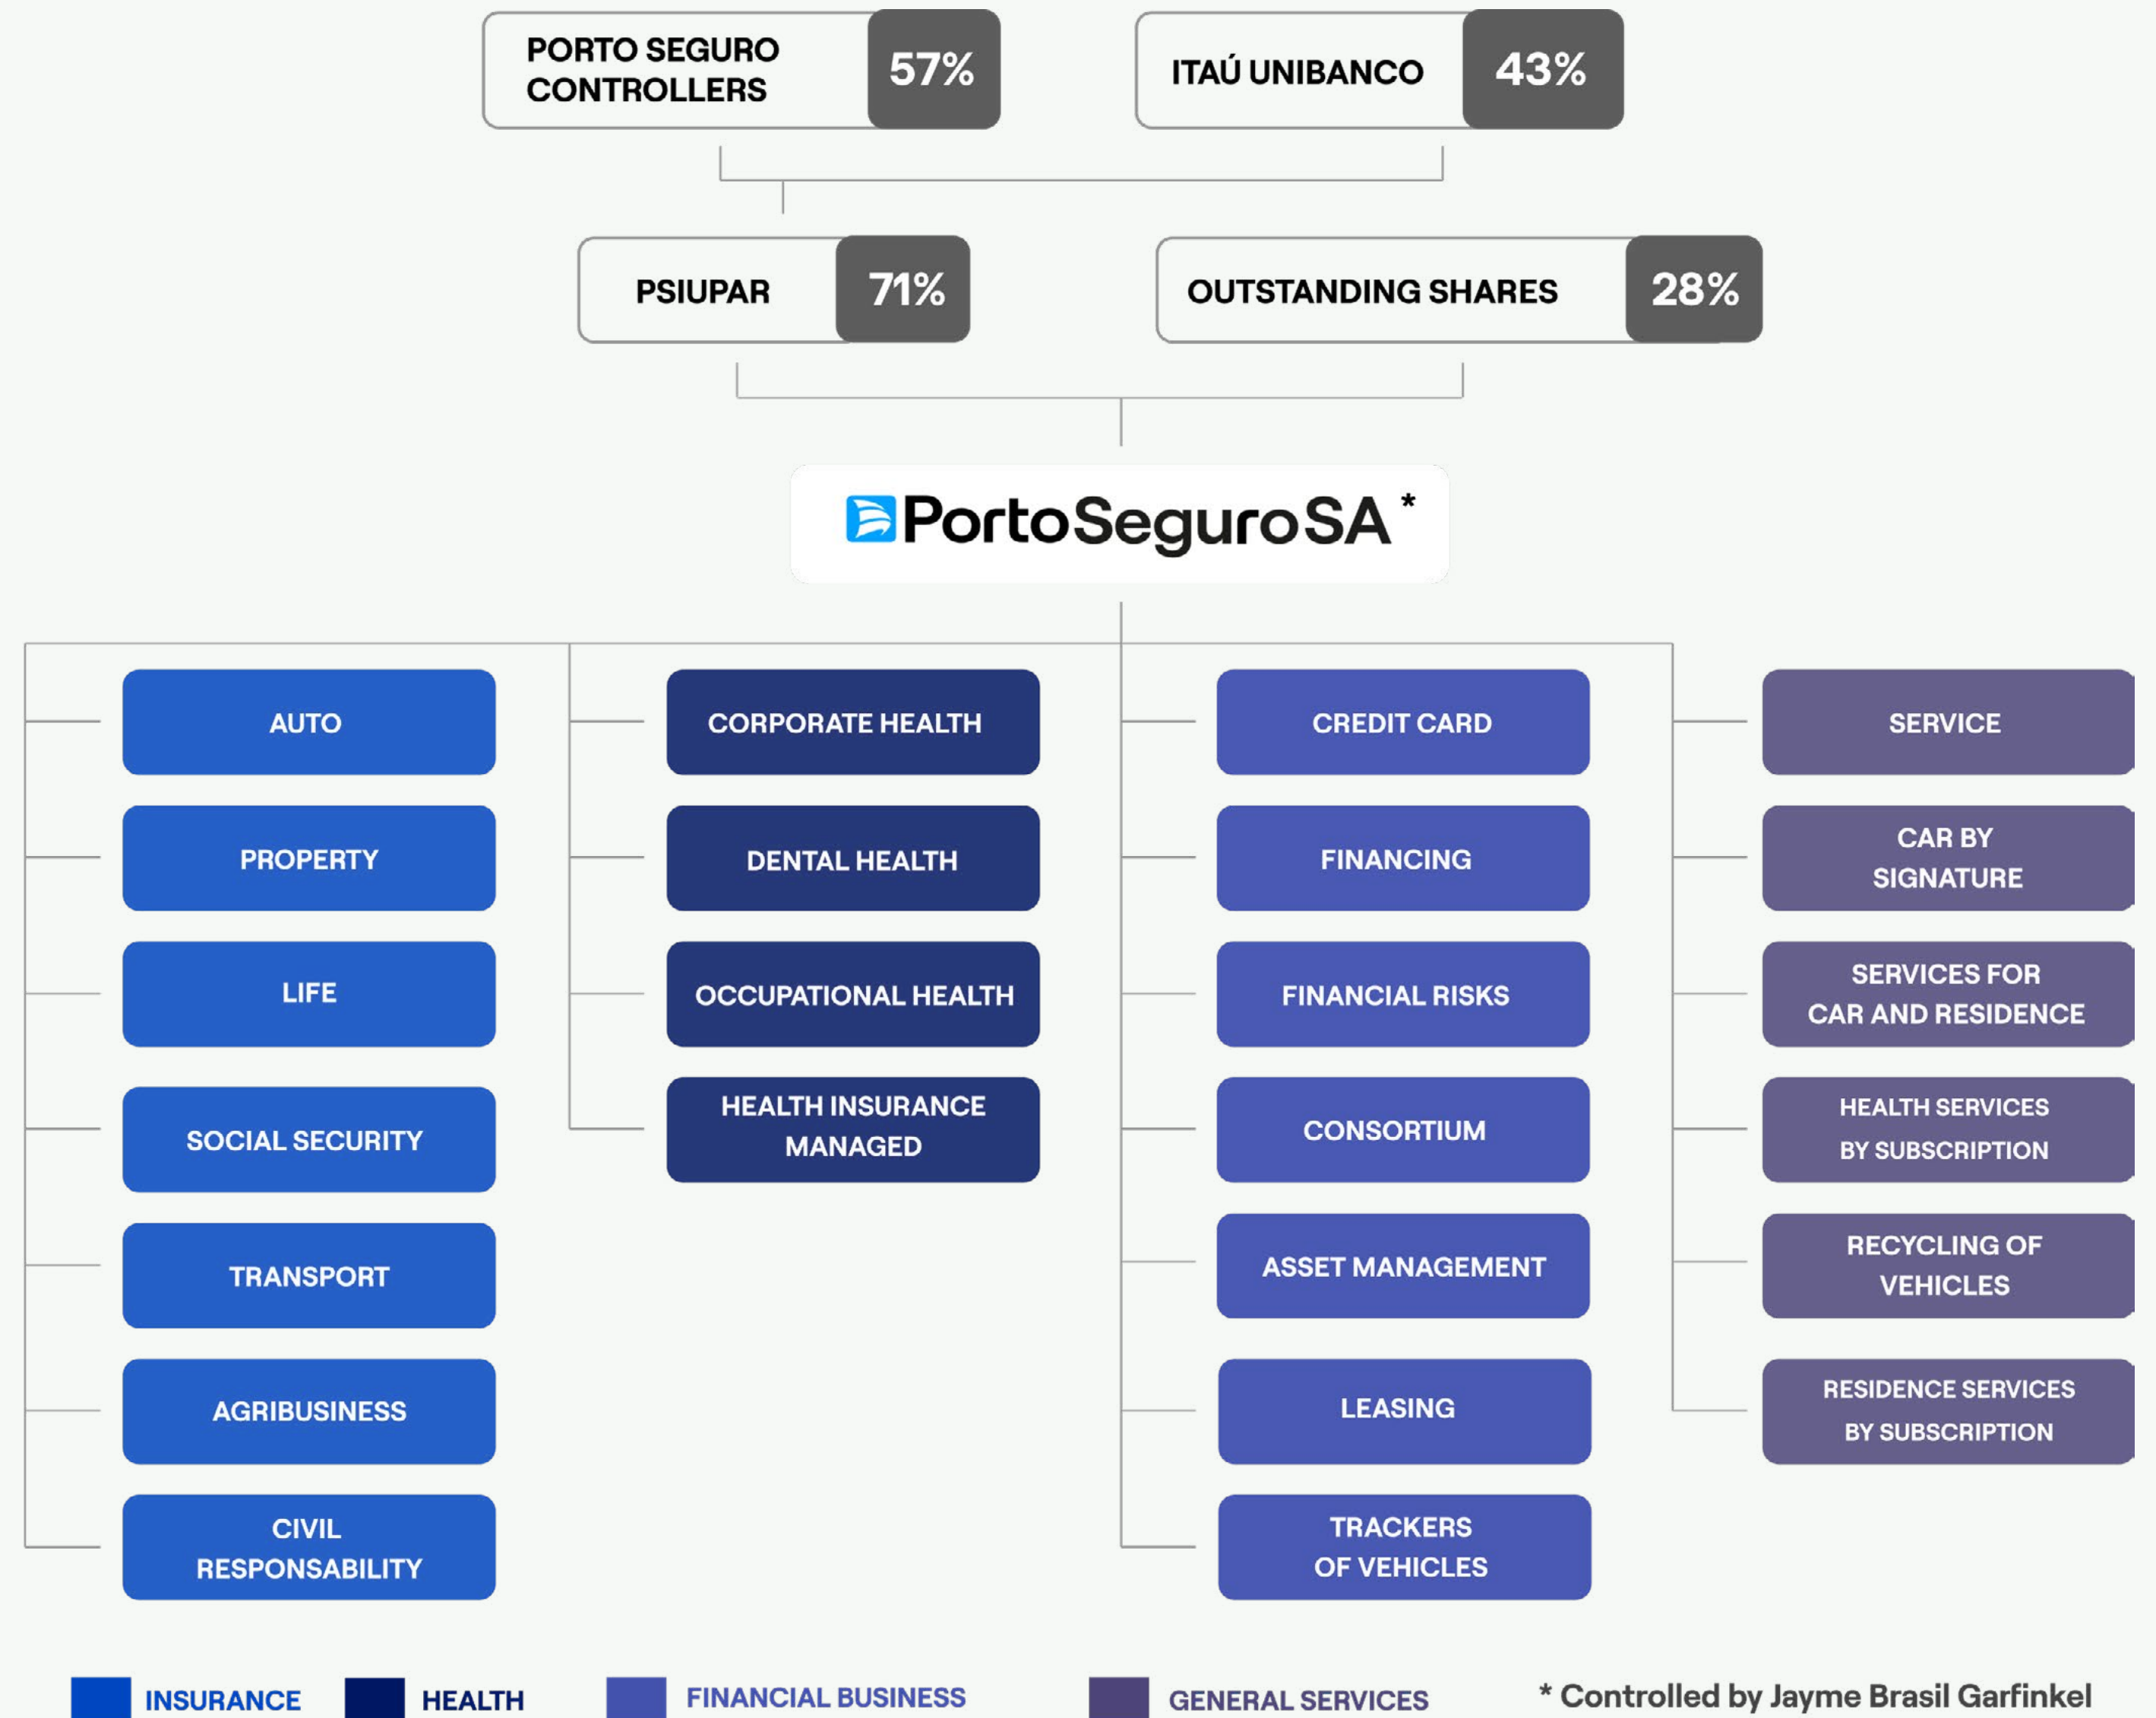 PORTO SEGURO
CONTROLLERS
57%
ITAÚ UNIBANCO
43%
PSIUPAR
71%
OUTSTANDING SHARES
28%
PortoSeguroSA*
AUTO
PROPERTY
LIFE
SOCIAL SECURITY
TRANSPORT
AGRIBUSINESS
CIVIL
RESPONSABILITY
CORPORATE HEALTH
DENTAL HEALTH
OCCUPATIONAL HEALTH
HEALTH INSURANCE
MANAGED
CREDIT CARD
FINANCING
FINANCIAL RISKS
CONSORTIUM
ASSET MANAGEMENT
LEASING
TRACKERS
OF VEHICLES
SERVICE
CAR BY
SIGNATURE
SERVICES FOR
CAR AND RESIDENCE
HEALTH SERVICES
BY SUBSCRIPTION
RECYCLING OF
VEHICLES
RESIDENCE SERVICES
BY SUBSCRIPTION
INSURANCE
HEALTH
FINANCIAL BUSINESS
GENERAL SERVICES
* Controlled by Jayme Brasil Garfinkel